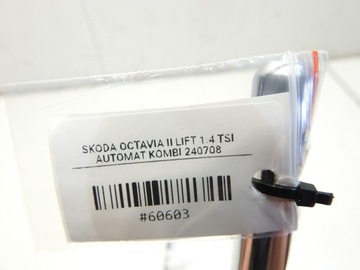 SKODA OCTAVIA II LIFT 1.4 TSI
AUTOMAT KOMBI 240708
#60603